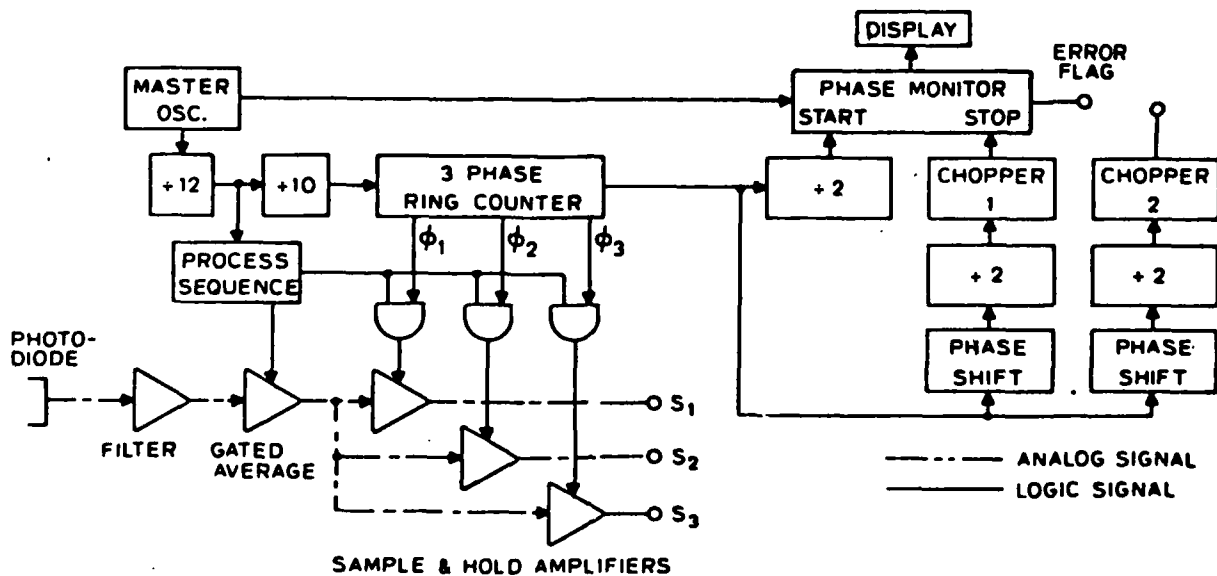 DISPLAY
ERROR
FLAG
MASTER
OSC.
PHASE MONITOR
START STOP
÷12
÷10
3 PHASE
RING COUNTER
÷ 2
CHOPPER
1
CHOPPER
2
ϕ1 ϕ2 ϕ3
PROCESS
SEQUENCE
÷ 2
÷ 2
PHOTO-
DIODE
PHASE
SHIFT
PHASE
SHIFT
FILTER
GATED
AVERAGE
S1
S2
S3
ANALOG SIGNAL
LOGIC SIGNAL
SAMPLE & HOLD AMPLIFIERS